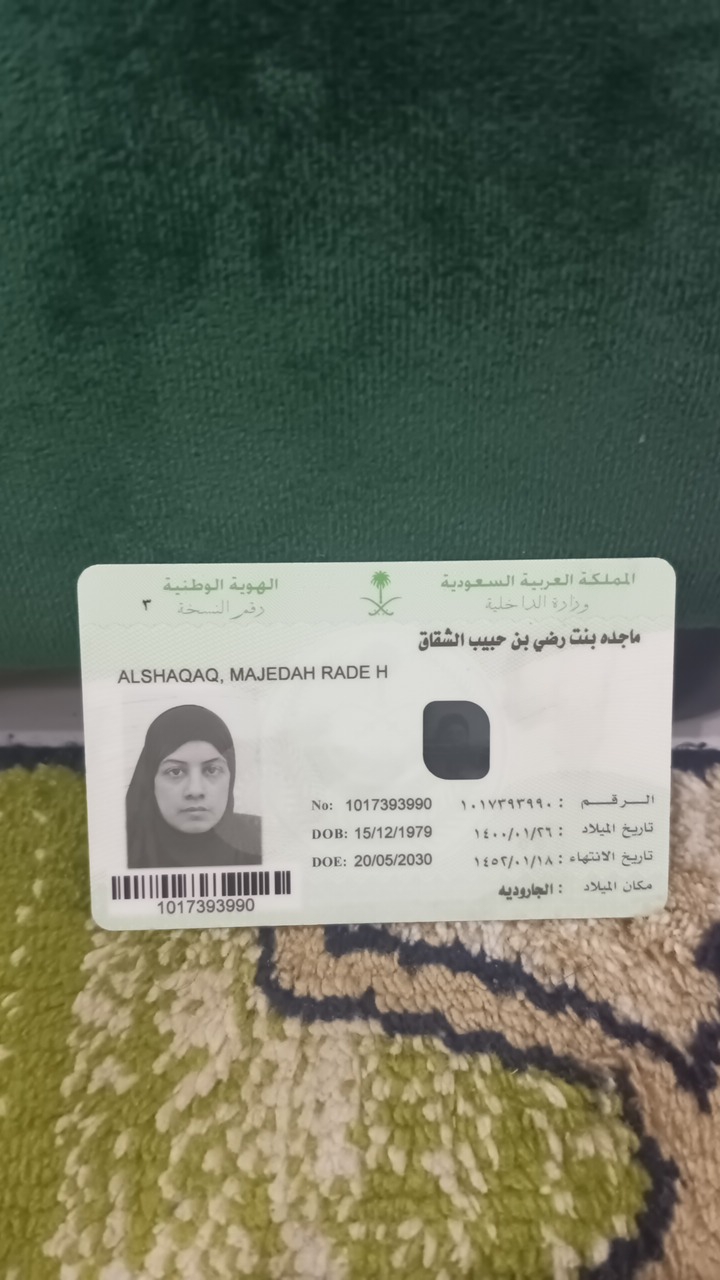 المملكة العربية السعودية
وزارة الداخلية
الهوية الوطنية
رقم النسخة ٣
ماجده بنت رضي بن حبيب الشقاق
ALSHAQAQ, MAJEDAH RADE H
الرقم : ١٠١٧٣٩٣٩٩٠ No: 1017393990
تاريخ الميلاد : ١٤٠٠/٠١/٢٦ DOB: 15/12/1979
تاريخ الانتهاء : ١٤٥٢/٠١/١٨ DOE: 20/05/2030
مكان الميلاد : الجاروديه
1017393990